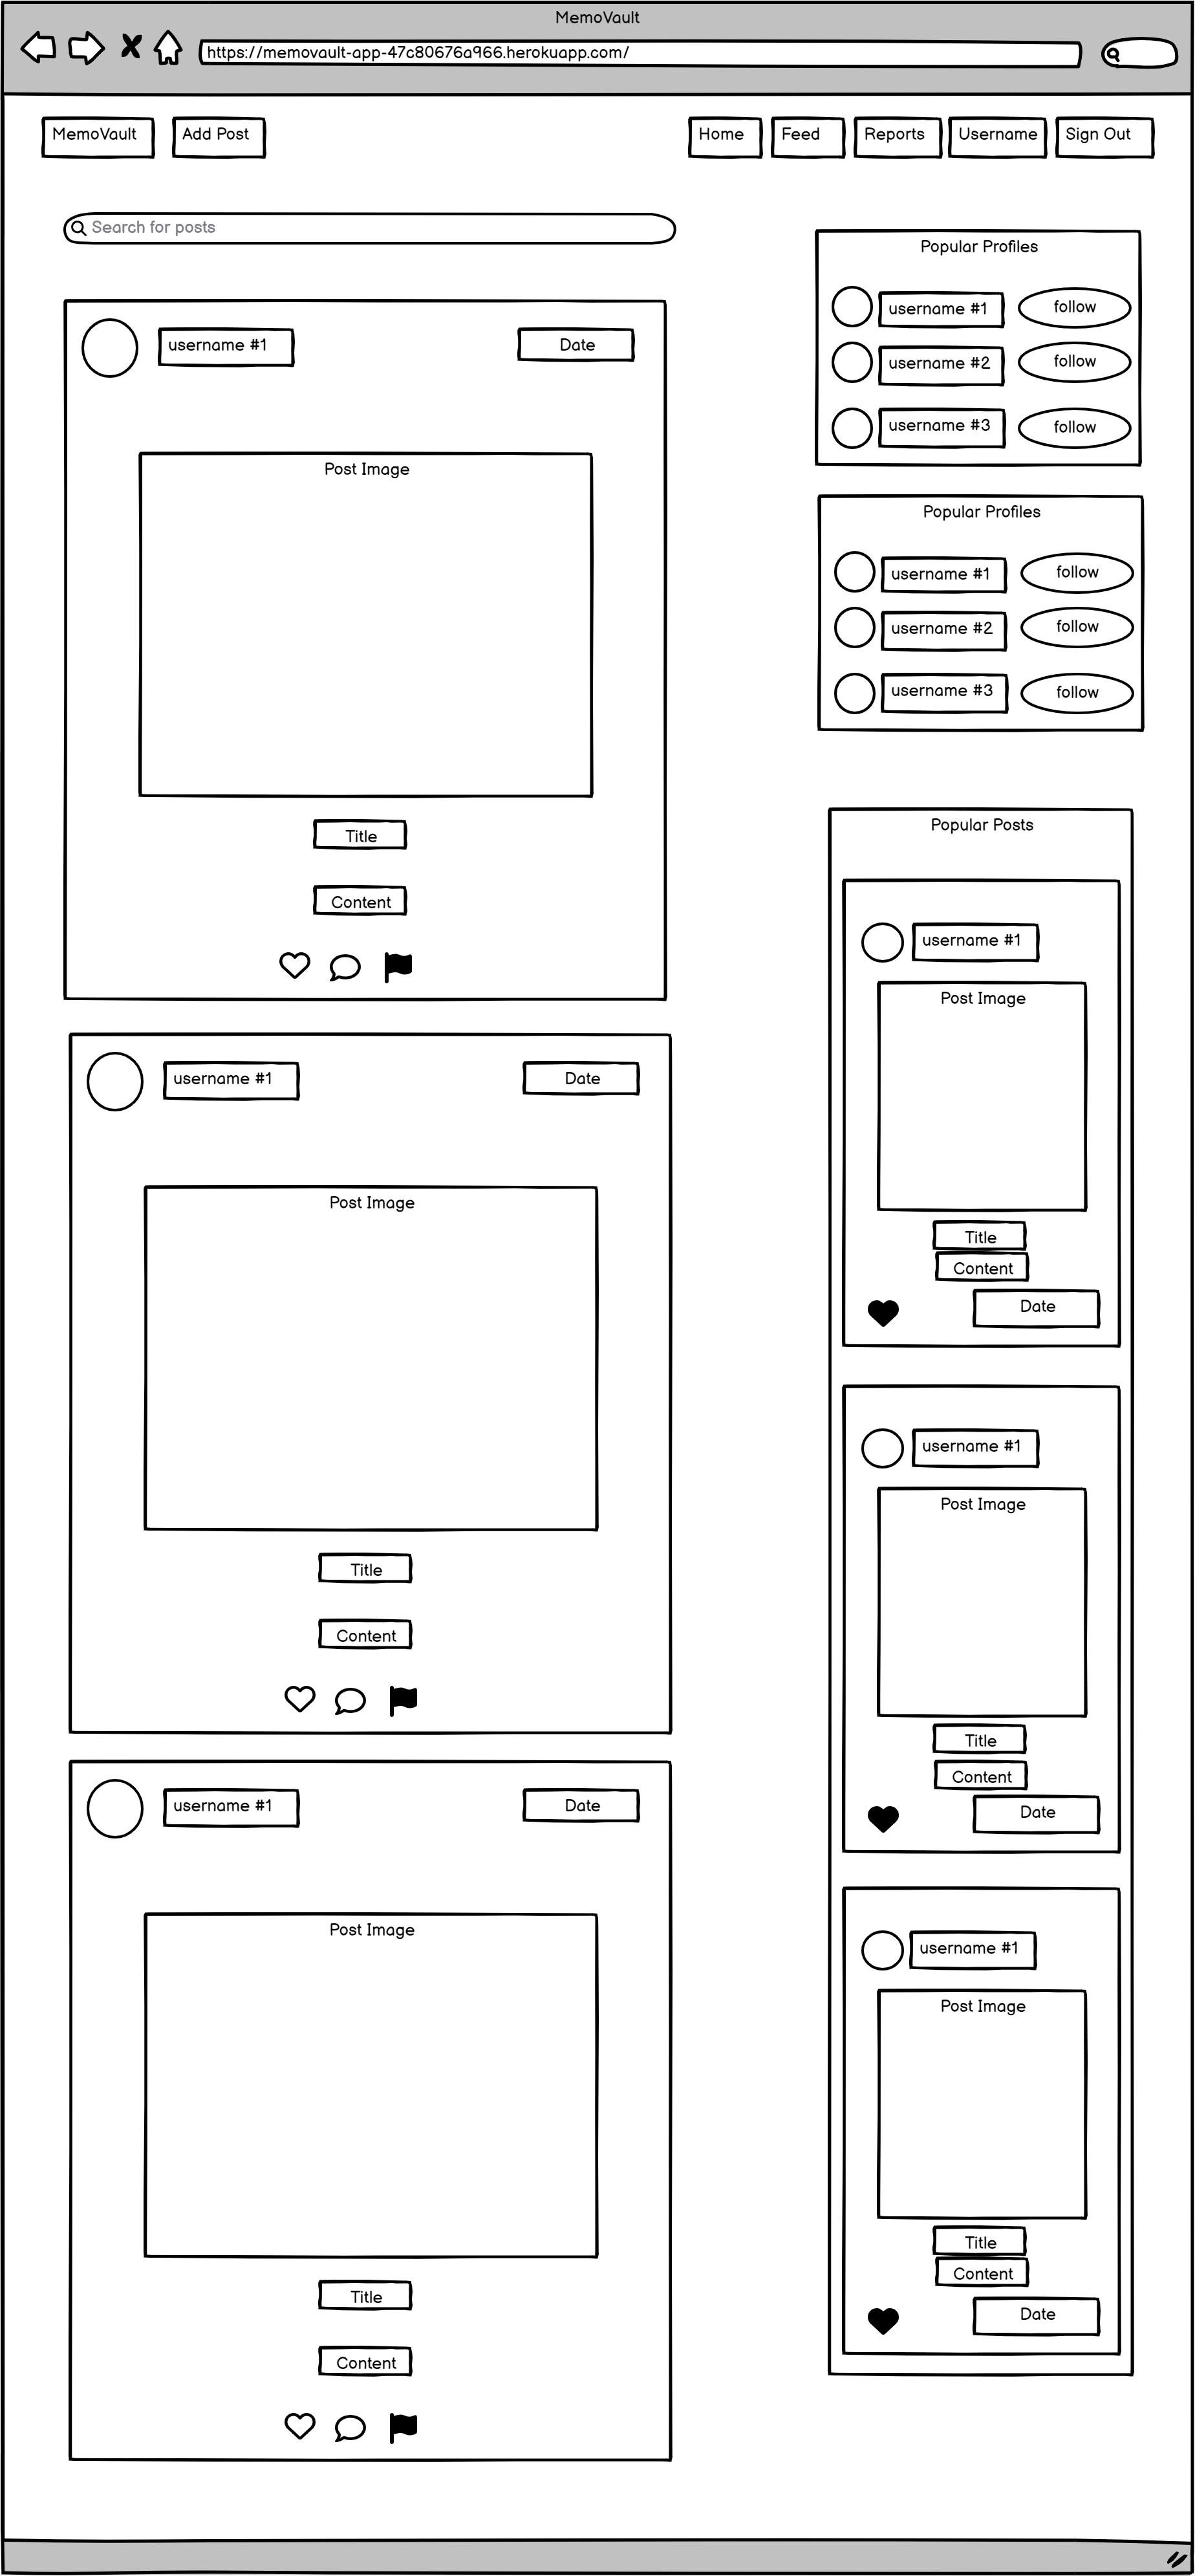 MemoVault
https://memovault-app-47c80676a966.herokuapp.com/
MemoVault
Add Post
Home
Feed
Reports
Username
Sign Out
Search for posts
username #1
Date
Post Image
Title
Content
username #1
Date
Post Image
Title
Content
username #1
Date
Post Image
Title
Content
Popular Profiles
username #1
follow
username #2
follow
username #3
follow
Popular Profiles
username #1
follow
username #2
follow
username #3
follow
Popular Posts
username #1
Post Image
Title
Content
Date
username #1
Post Image
Title
Content
Date
username #1
Post Image
Title
Content
Date